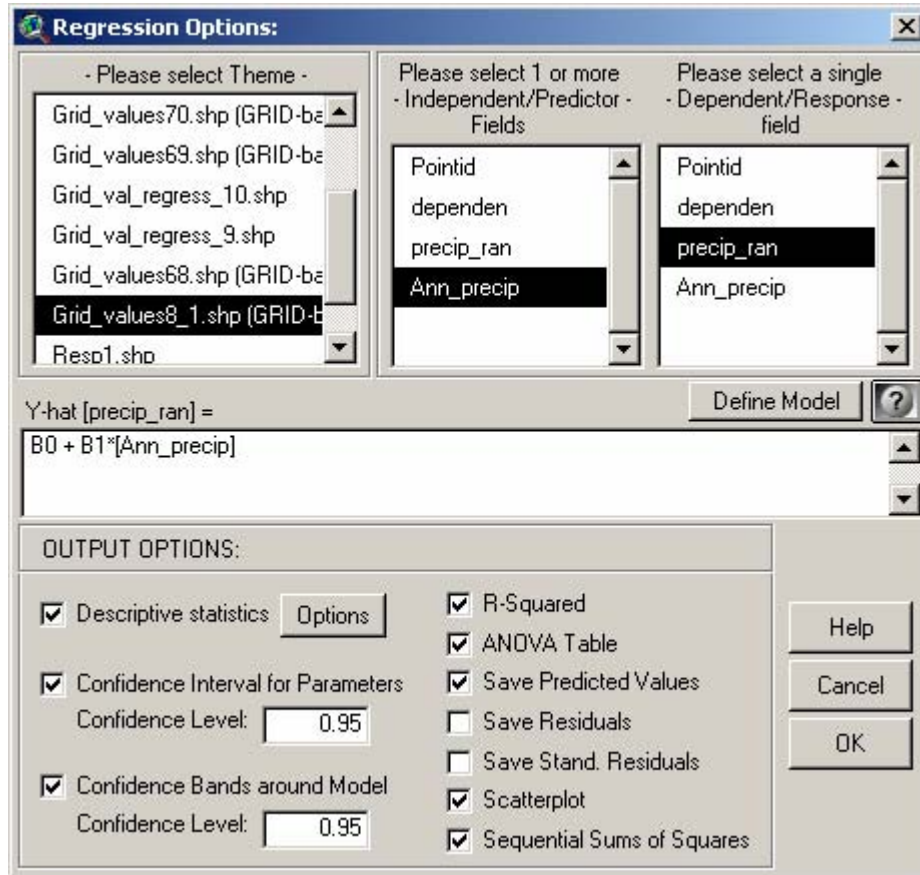 Regression Options:
- Please select Theme -
Grid_values70.shp (GRID-ba
Grid_values69.shp (GRID-ba
Grid_val_regress_10.shp
Grid_val_regress_9.shp
Grid_values68.shp (GRID-ba
Grid_values8_1.shp (GRID-b
Resp1.shp
Please select 1 or more
- Independent/Predictor -
Fields
Pointid
dependen
precip_ran
Ann_precip
Please select a single
- Dependent/Response -
field
Pointid
dependen
precip_ran
Ann_precip
Define Model
?
Y-hat [precip_ran] =
B0 + B1*[Ann_precip]
OUTPUT OPTIONS:
Descriptive statistics
Options
Confidence Interval for Parameters
Confidence Level: 0.95
Confidence Bands around Model
Confidence Level: 0.95
R-Squared
ANOVA Table
Save Predicted Values
Save Residuals
Save Stand. Residuals
Scatterplot
Sequential Sums of Squares
Help
Cancel
OK